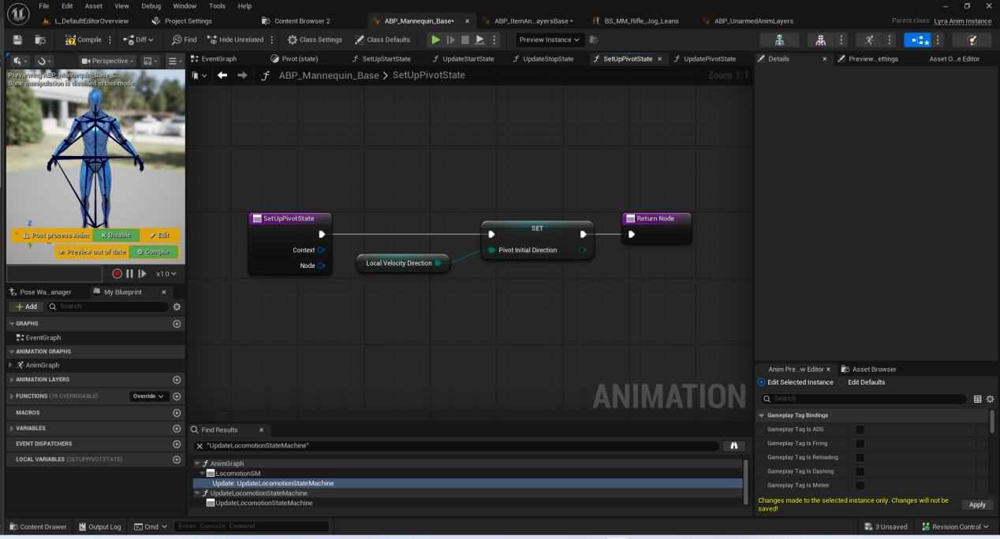 File Edit Asset View Debug Window Tools Help
L_DefaultEditorOverview Project Settings Content Browser 2 ABP_Mannequin_Base* ABP_ItemAn...ayersBase* BS_MM_Rifle_Jog_Leans ABP_UnarmedAnimLayers Parent class: Lyra Anim Instance
Compile Diff Find Hide Unrelated Class Settings Class Defaults Preview Instance
EventGraph Pivot (state) SetUpStartState UpdateStartState UpdateStopState SetUpPivotState UpdatePivotState Details Preview...ettings Asset O...e Editor
Perspective
Previewing ABP_Mannequin_Base_C.
Bone manipulation is disabled in this mode.
ABP_Mannequin_Base > SetUpPivotState Zoom 1:1
SetUpPivotState
Context
Node
Local Velocity Direction
SET
Pivot Initial Direction
Return Node
Z
Y
Post process Anim: Disable Edit
Preview out of date Compile
x1.0
ANIMATION
Pose Wa...anager My Blueprint
Add Search
GRAPHS
EventGraph
ANIMATION GRAPHS
AnimGraph
ANIMATION LAYERS
FUNCTIONS (19 OVERRIDABLE) Override
MACROS
VARIABLES
EVENT DISPATCHERS
LOCAL VARIABLES (SETUPPIVOTSTATE)
Find Results
"UpdateLocomotionStateMachine"
AnimGraph
LocomotionSM
Update: UpdateLocomotionStateMachine
UpdateLocomotionStateMachine
UpdateLocomotionStateMachine
Anim Pre...w Editor Asset Browser
Edit Selected Instance Edit Defaults
Search
Gameplay Tag Bindings
Gameplay Tag Is ADS
Gameplay Tag Is Firing
Gameplay Tag Is Reloading
Gameplay Tag Is Dashing
Gameplay Tag Is Melee
Changes made to the selected instance only. Changes will not be
saved!
Apply
Content Drawer Output Log Cmd Enter Console Command 3 Unsaved Revision Control